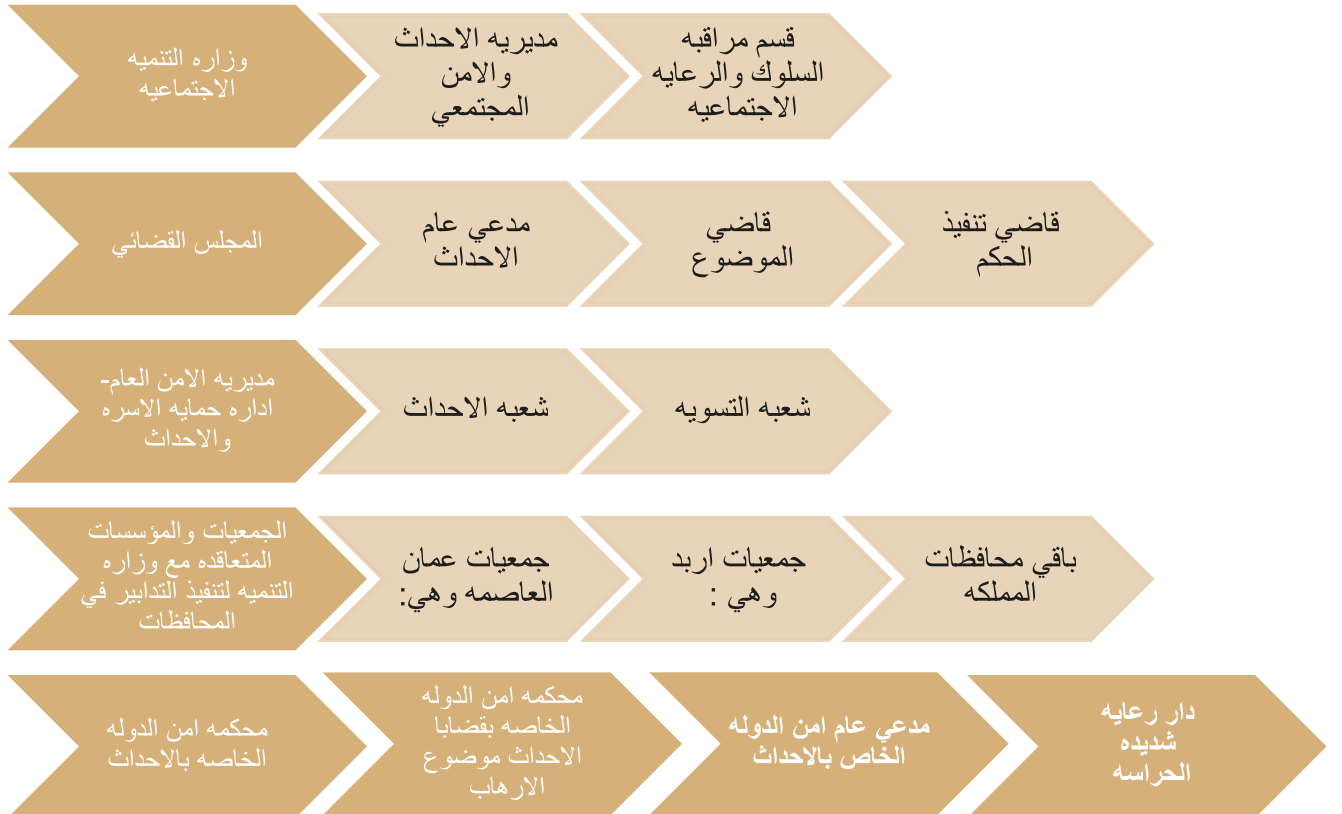 وزاره التنميه
الاجتماعيه
مديريه الاحداث
والامن
المجتمعي
قسم مراقبه
السلوك والرعايه
الاجتماعيه
المجلس القضائي
مدعي عام
الاحداث
قاضي
الموضوع
قاضي تنفيذ
الحكم
مديريه الامن العام-
اداره حمايه الاسره
والاحداث
شعبه الاحداث
شعبه التسويه
الجمعيات والمؤسسات
المتعاقده مع وزاره
التنميه لتنفيذ التدابير في
المحافظات
جمعيات عمان
العاصمه وهي:
جمعيات اربد
وهي :
باقي محافظات
المملكه
محكمه امن الدوله
الخاصه بالاحداث
محكمه امن الدوله
الخاصه بقضابا
الاحداث موضوع
الارهاب
مدعي عام امن الدوله
الخاص بالاحداث
دار رعايه
شديده
الحراسه